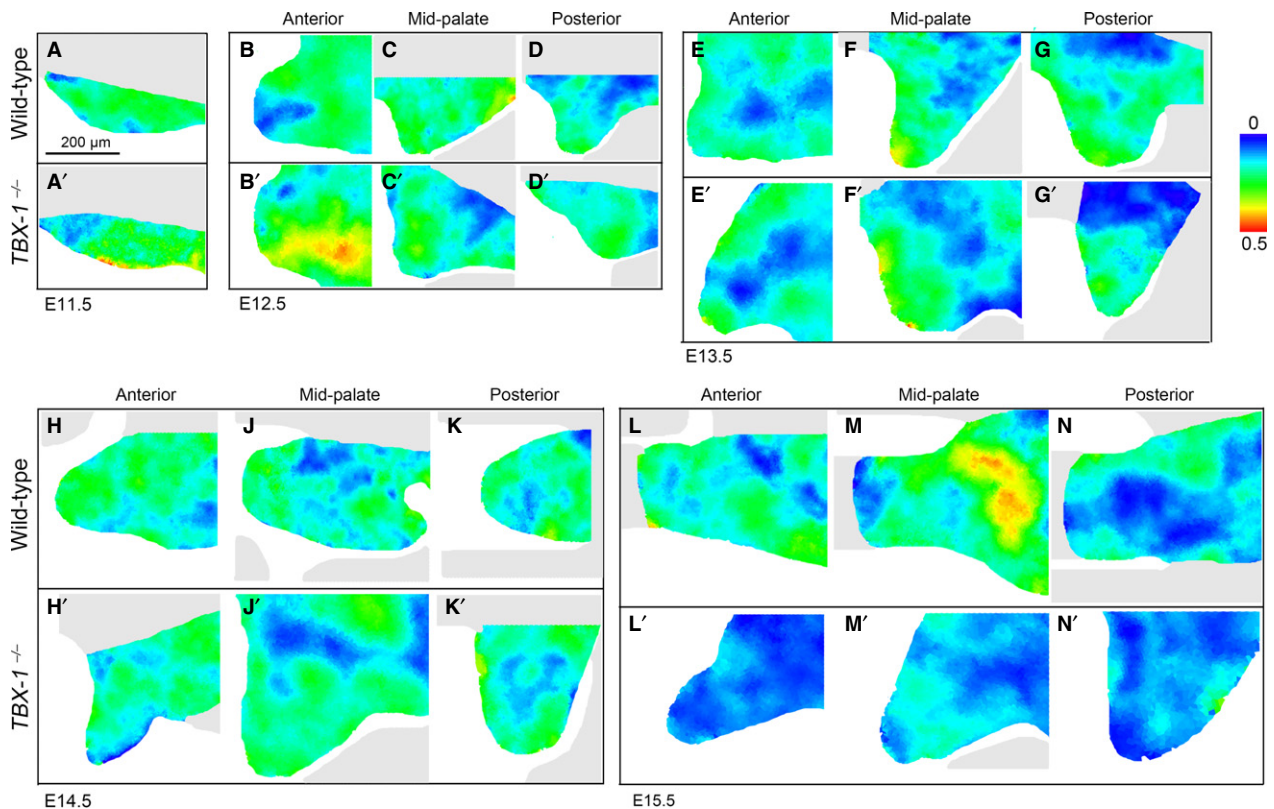 Anterior Mid-palate Posterior
Anterior Mid-palate Posterior
Wild-type
A
B
C
D
E
F
G
200 µm
0
0.5
TBX-1 –/–
A′
B′
C′
D′
E′
F′
G′
E11.5
E12.5
E13.5
Anterior Mid-palate Posterior
Anterior Mid-palate Posterior
Wild-type
H
J
K
L
M
N
TBX-1 –/–
H′
J′
K′
L′
M′
N′
E14.5
E15.5